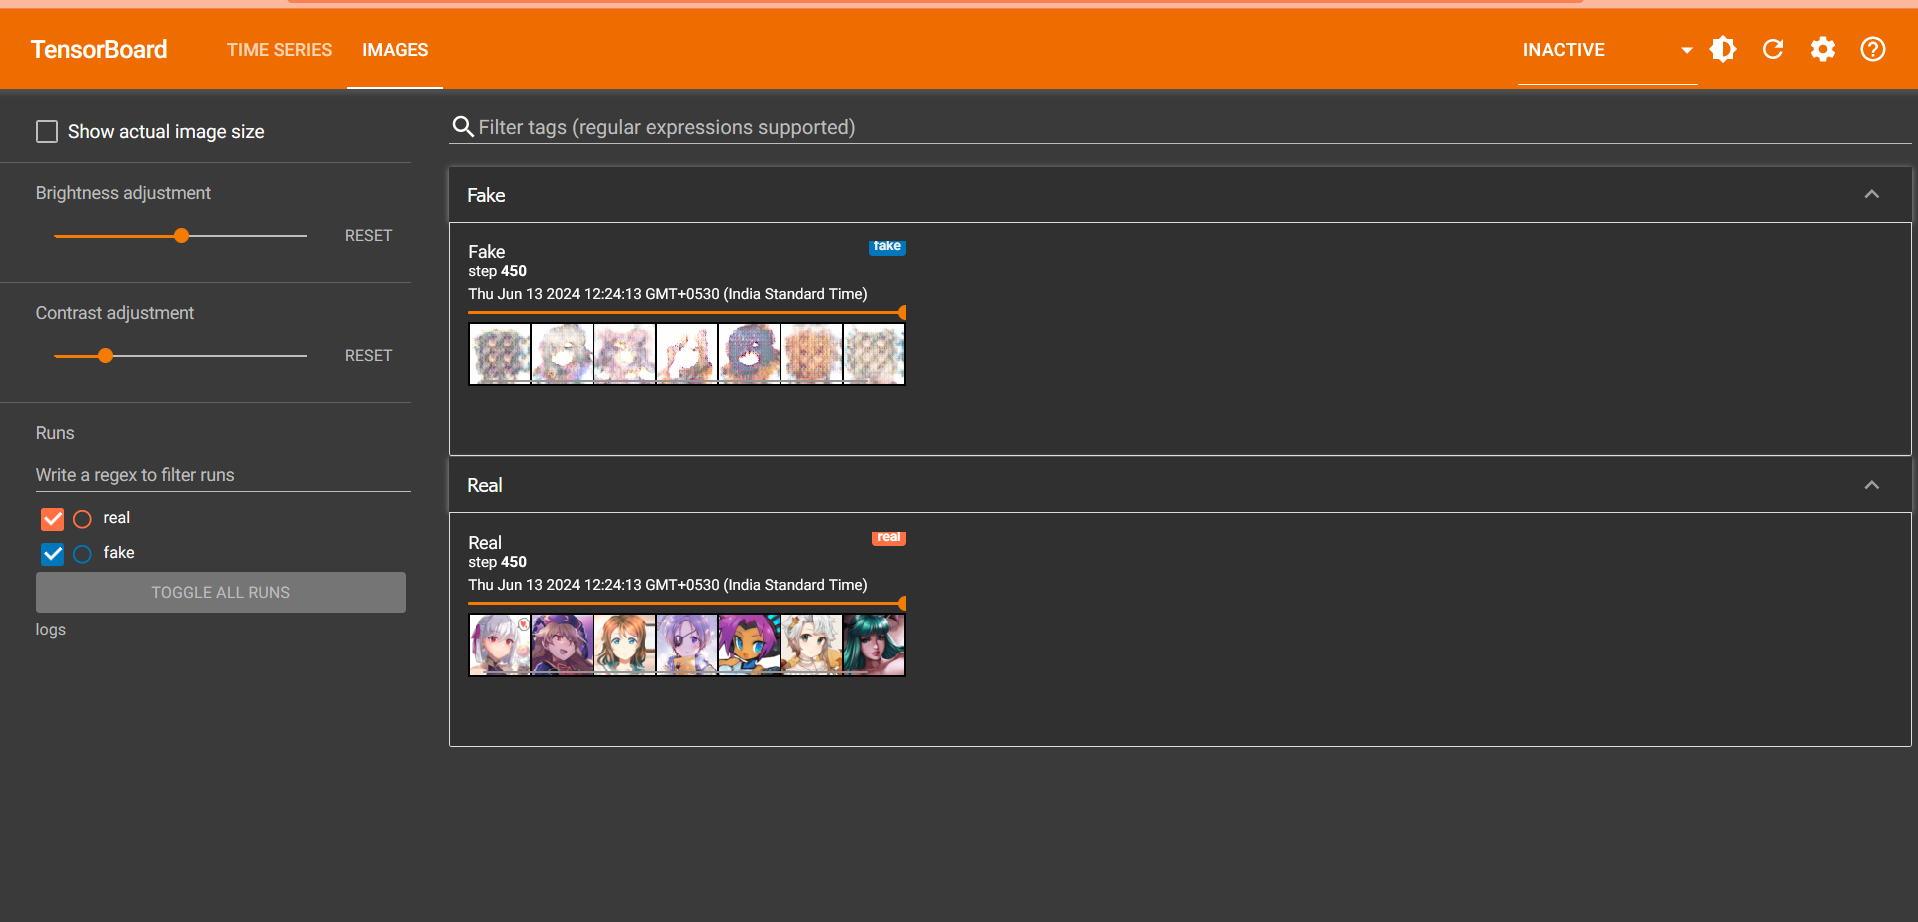 TensorBoard TIME SERIES IMAGES INACTIVE
Show actual image size
Brightness adjustment
RESET
Contrast adjustment
RESET
Runs
Write a regex to filter runs
real
fake
TOGGLE ALL RUNS
logs
Filter tags (regular expressions supported)
Fake
Fake fake
step 450
Thu Jun 13 2024 12:24:13 GMT+0530 (India Standard Time)
Real
Real real
step 450
Thu Jun 13 2024 12:24:13 GMT+0530 (India Standard Time)